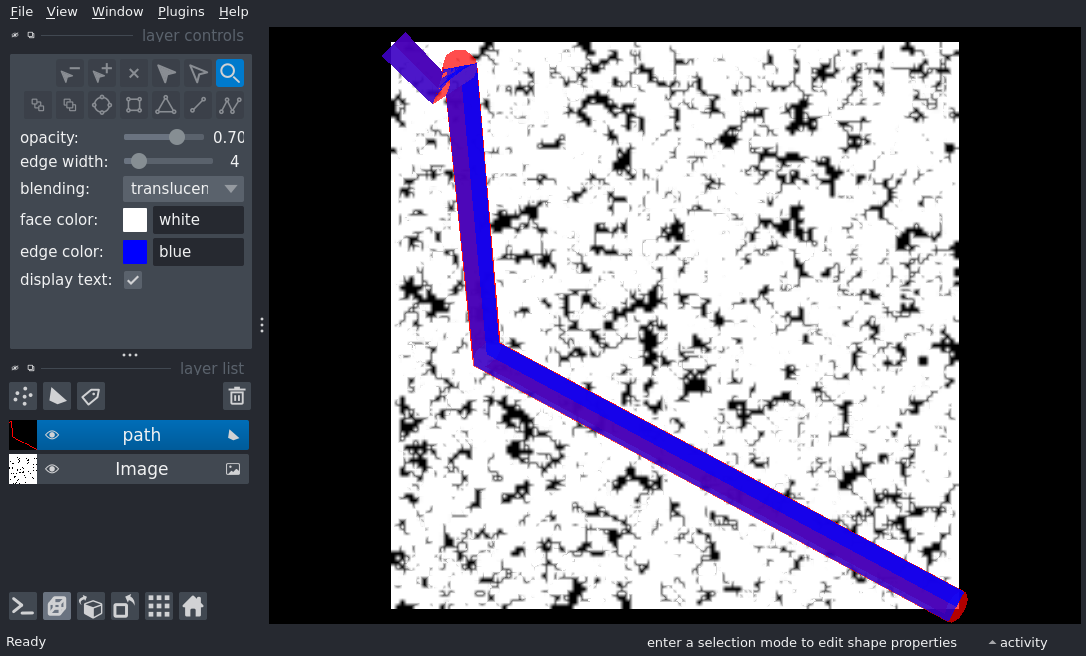 File View Window Plugins Help
layer controls
opacity: 0.70
edge width: 4
blending: translucen
face color: white
edge color: blue
display text:
layer list
path
Image
Ready
enter a selection mode to edit shape properties
activity